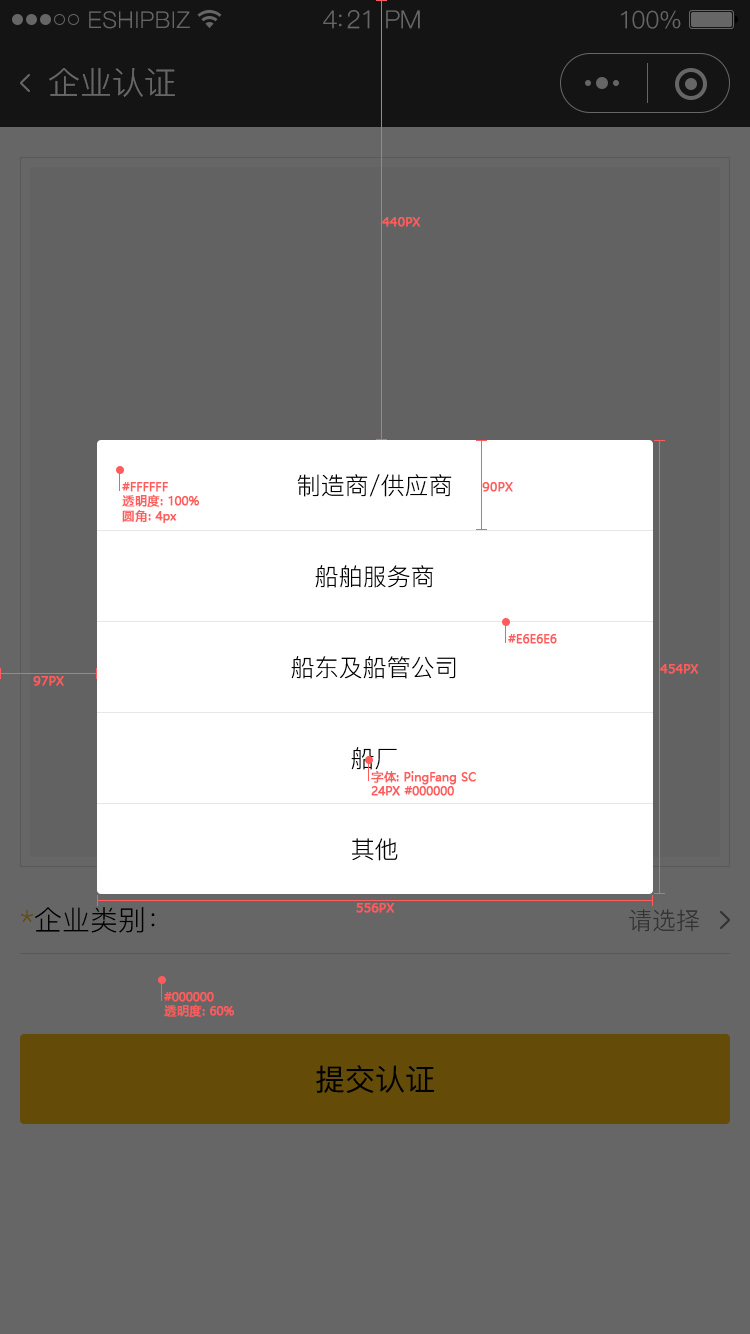 ESHIPBIZ 4:21 PM 100%
企业认证
440PX
制造商/供应商
90PX
#FFFFFF
透明度: 100%
圆角: 4px
船舶服务商
#E6E6E6
船东及船管公司
454PX
97PX
船厂
字体: PingFang SC
24PX #000000
其他
556PX
*企业类别: 请选择
#000000
透明度: 60%
提交认证